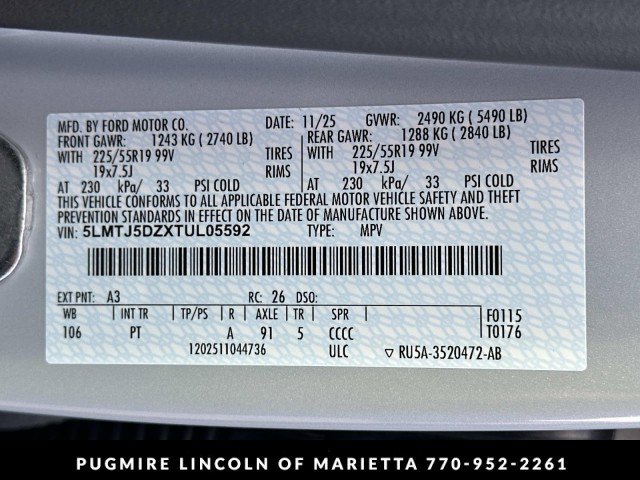 MFD. BY FORD MOTOR CO. DATE: 11/25 GVWR: 2490 KG ( 5490 LB)
FRONT GAWR: 1243 KG ( 2740 LB) REAR GAWR: 1288 KG ( 2840 LB)
WITH 225/55R19 99V TIRES WITH 225/55R19 99V TIRES
19x7.5J RIMS 19x7.5J RIMS
AT 230 kPa/ 33 PSI COLD AT 230 kPa/ 33 PSI COLD
THIS VEHICLE CONFORMS TO ALL APPLICABLE FEDERAL MOTOR VEHICLE SAFETY AND THEFT
PREVENTION STANDARDS IN EFFECT ON THE DATE OF MANUFACTURE SHOWN ABOVE.
VIN: 5LMTJ5DZXTUL05592 TYPE: MPV
EXT PNT: A3 RC: 26 DSO:
WB INT TR TP/PS R AXLE TR SPR F0115
106 PT A 91 5 CCCC T0176
1202511044736 ULC ▽ RU5A-3520472-AB
PUGMIRE LINCOLN OF MARIETTA 770-952-2261